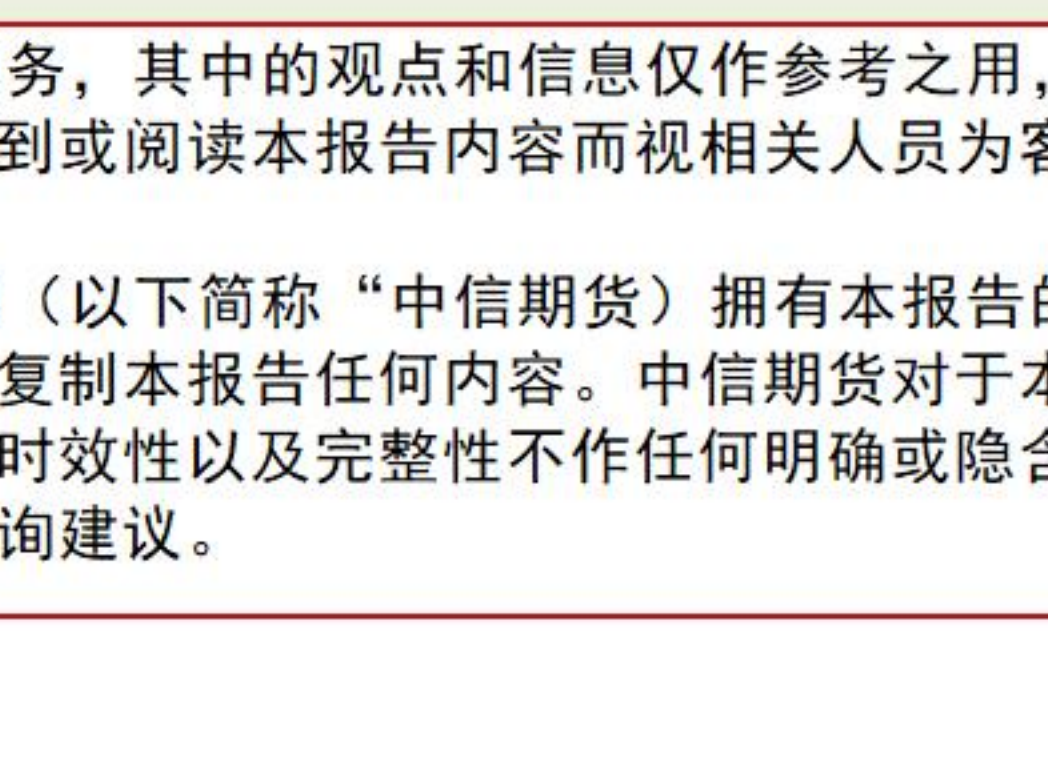 务，其中的观点和信息仅作参考之用，
到或阅读本报告内容而视相关人员为客
（以下简称“中信期货）拥有本报告的
复制本报告任何内容。中信期货对于本
时效性以及完整性不作任何明确或隐含
询建议。